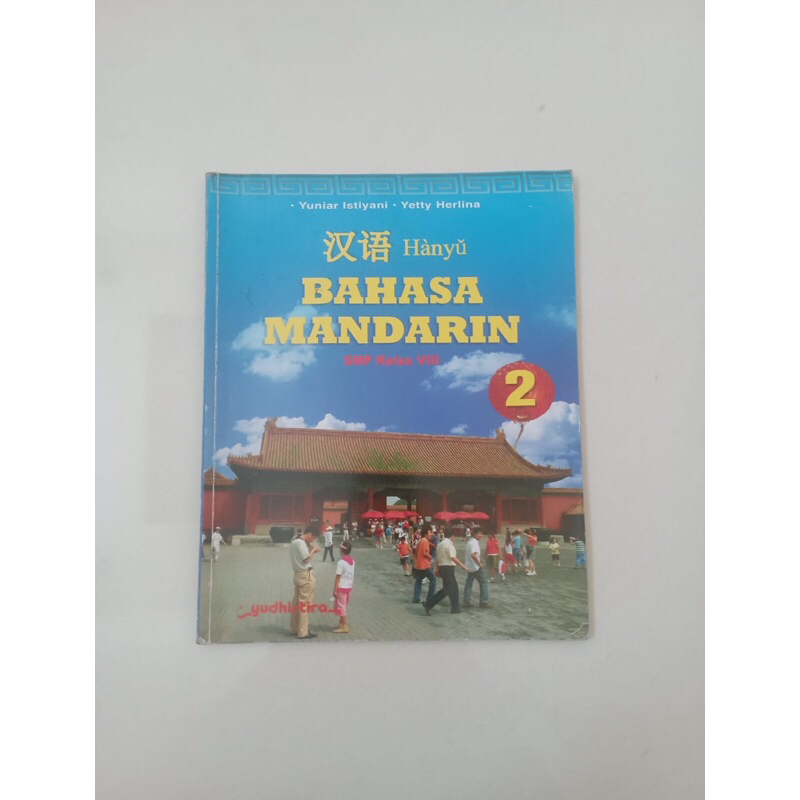 · Yuniar Istiyani · Yetty Herlina
汉语 Hànyǔ
BAHASA
MANDARIN
SMP Kelas VIII
2
yudhistira